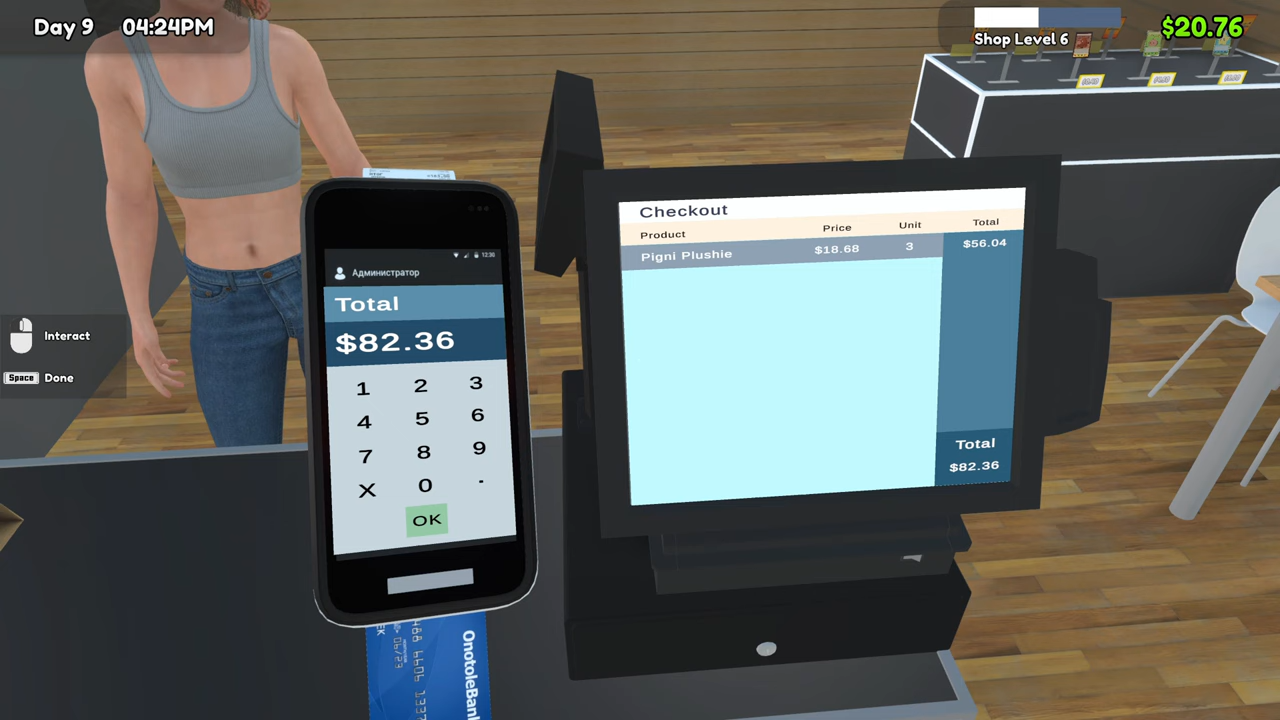 Day 9 04:24PM
Shop Level 6
$20.76
Interact
Space Done
12:36
Администратор
Total
$82.36
1 2 3
4 5 6
7 8 9
X 0 .
OK
Checkout
Product Price Unit Total
Pigni Plushie $18.68 3 $56.04
Total
$82.36
OnotoleBank